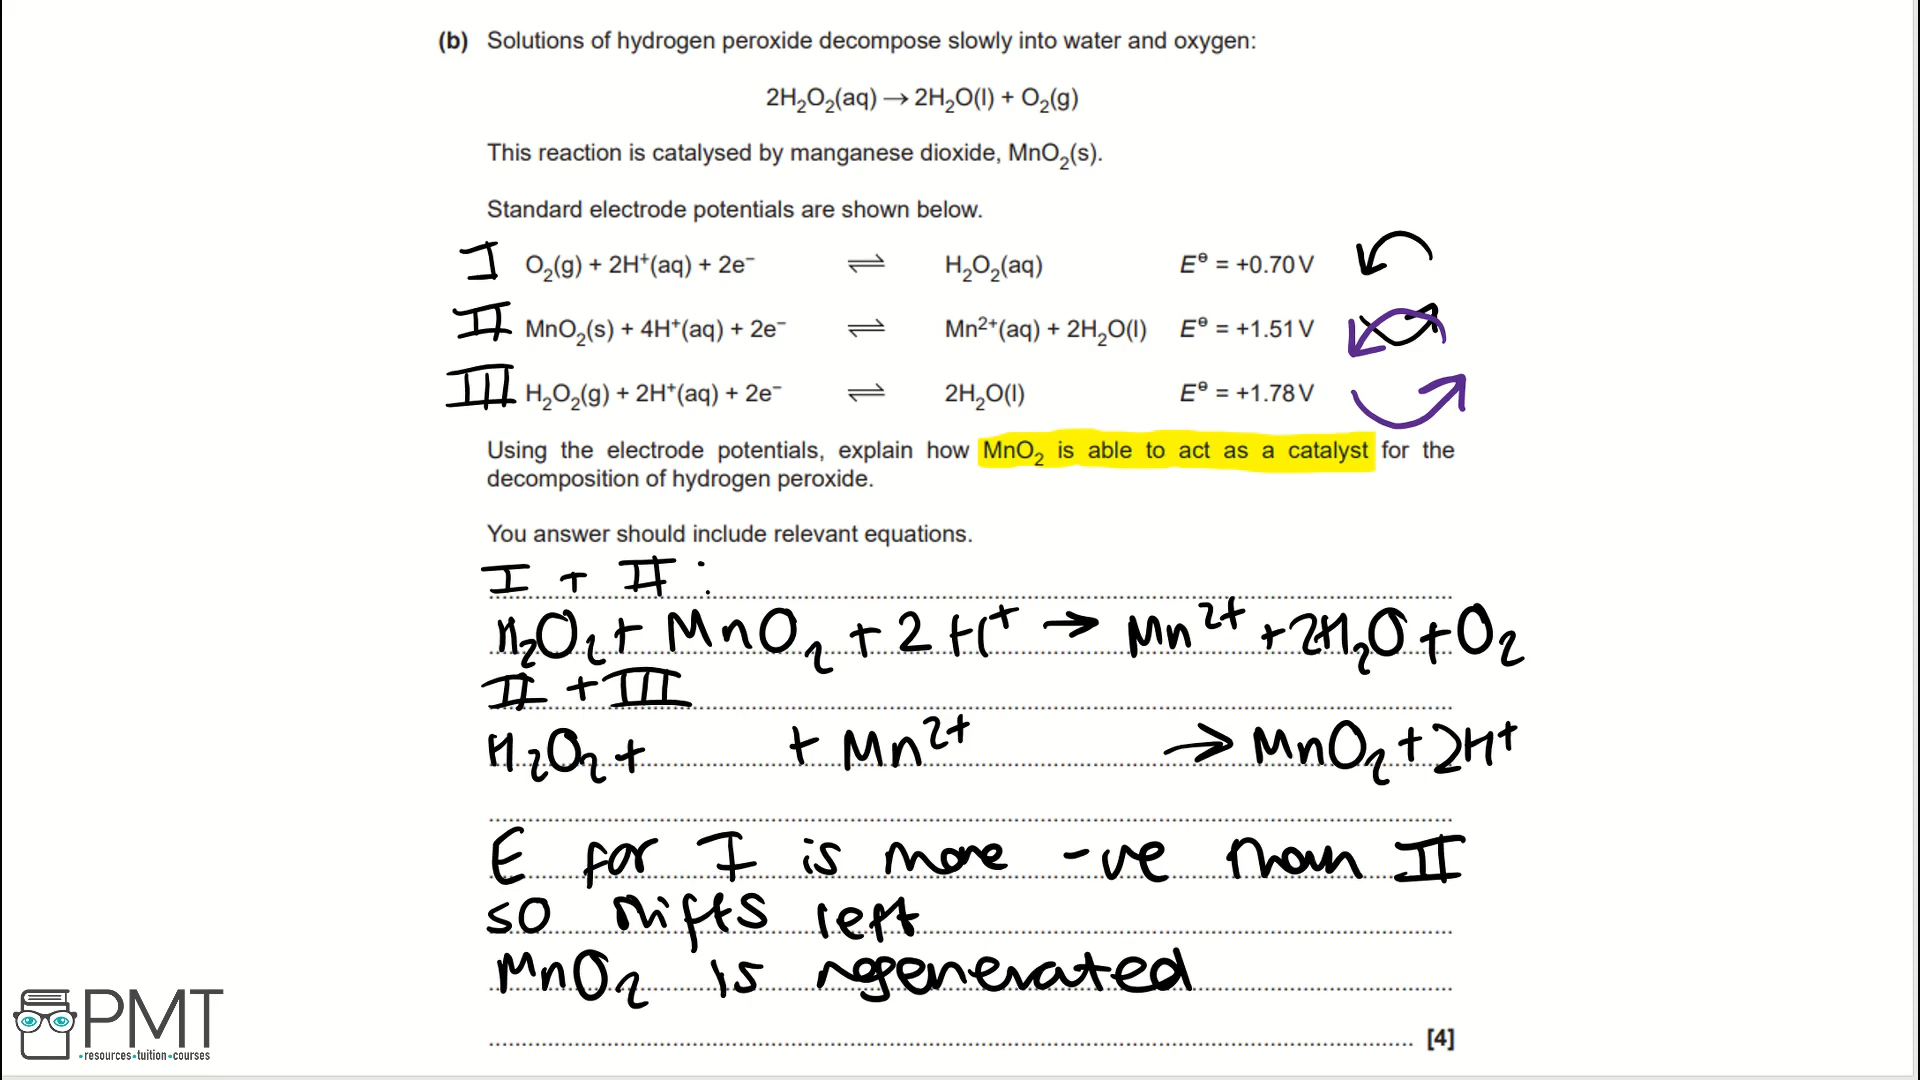 (b) Solutions of hydrogen peroxide decompose slowly into water and oxygen:
2H₂O₂(aq) → 2H₂O(l) + O₂(g)
This reaction is catalysed by manganese dioxide, MnO₂(s).
Standard electrode potentials are shown below.
I O₂(g) + 2H⁺(aq) + 2e⁻ ⇌ H₂O₂(aq) E⦵ = +0.70 V
II MnO₂(s) + 4H⁺(aq) + 2e⁻ ⇌ Mn²⁺(aq) + 2H₂O(l) E⦵ = +1.51 V
III H₂O₂(g) + 2H⁺(aq) + 2e⁻ ⇌ 2H₂O(l) E⦵ = +1.78 V
Using the electrode potentials, explain how MnO₂ is able to act as a catalyst for the
decomposition of hydrogen peroxide.
You answer should include relevant equations.
I + II :
H₂O₂ + MnO₂ + 2H⁺ → Mn²⁺ + 2H₂O + O₂
II + III
H₂O₂ + + Mn²⁺ → MnO₂ + 2H⁺
E for I is more -ve than II
so shifts left
MnO₂ is regenerated
[4]
PMT
resources•tuition•courses